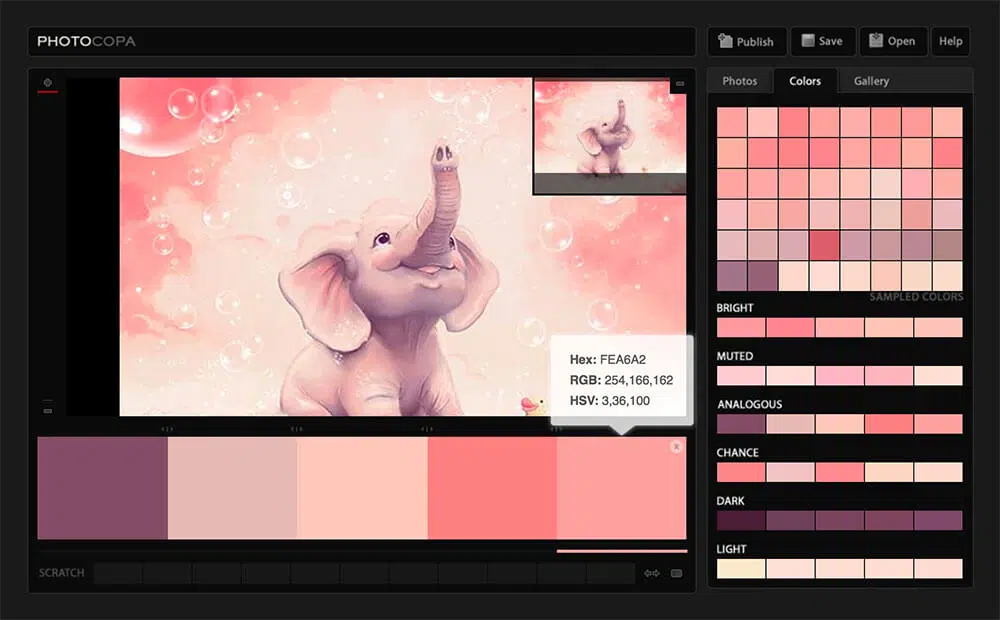 PHOTOCOPA
Publish
Save
Open
Help
Photos
Colors
Gallery
SAMPLED COLORS
BRIGHT
MUTED
ANALOGOUS
CHANCE
DARK
LIGHT
Hex: FEA6A2
RGB: 254,166,162
HSV: 3,36,100
SCRATCH